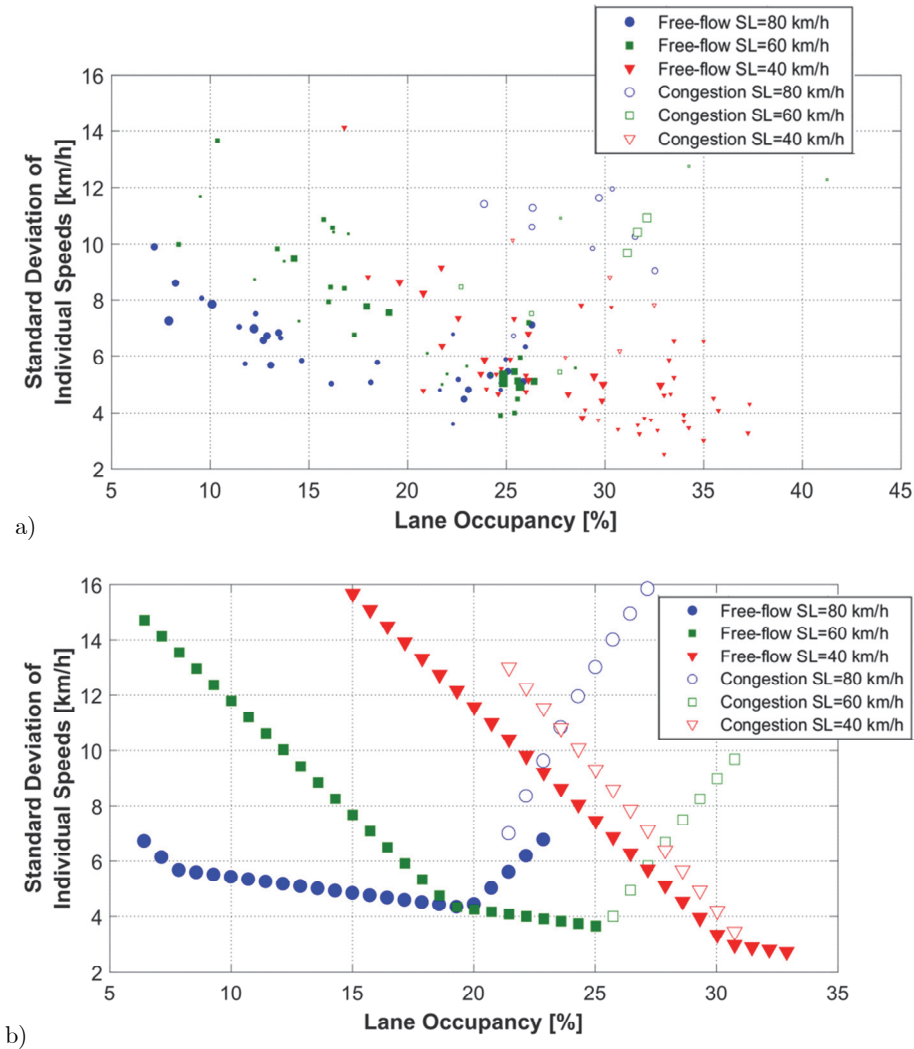 Free-flow SL=80 km/h
Free-flow SL=60 km/h
Free-flow SL=40 km/h
Congestion SL=80 km/h
Congestion SL=60 km/h
Congestion SL=40 km/h
16
14
12
10
8
6
4
2
Standard Deviation of
Individual Speeds [km/h]
5 10 15 20 25 30 35 40 45
Lane Occupancy [%]
a)
16
14
12
10
8
6
4
2
Standard Deviation of
Individual Speeds [km/h]
Free-flow SL=80 km/h
Free-flow SL=60 km/h
Free-flow SL=40 km/h
Congestion SL=80 km/h
Congestion SL=60 km/h
Congestion SL=40 km/h
5 10 15 20 25 30 35
Lane Occupancy [%]
b)